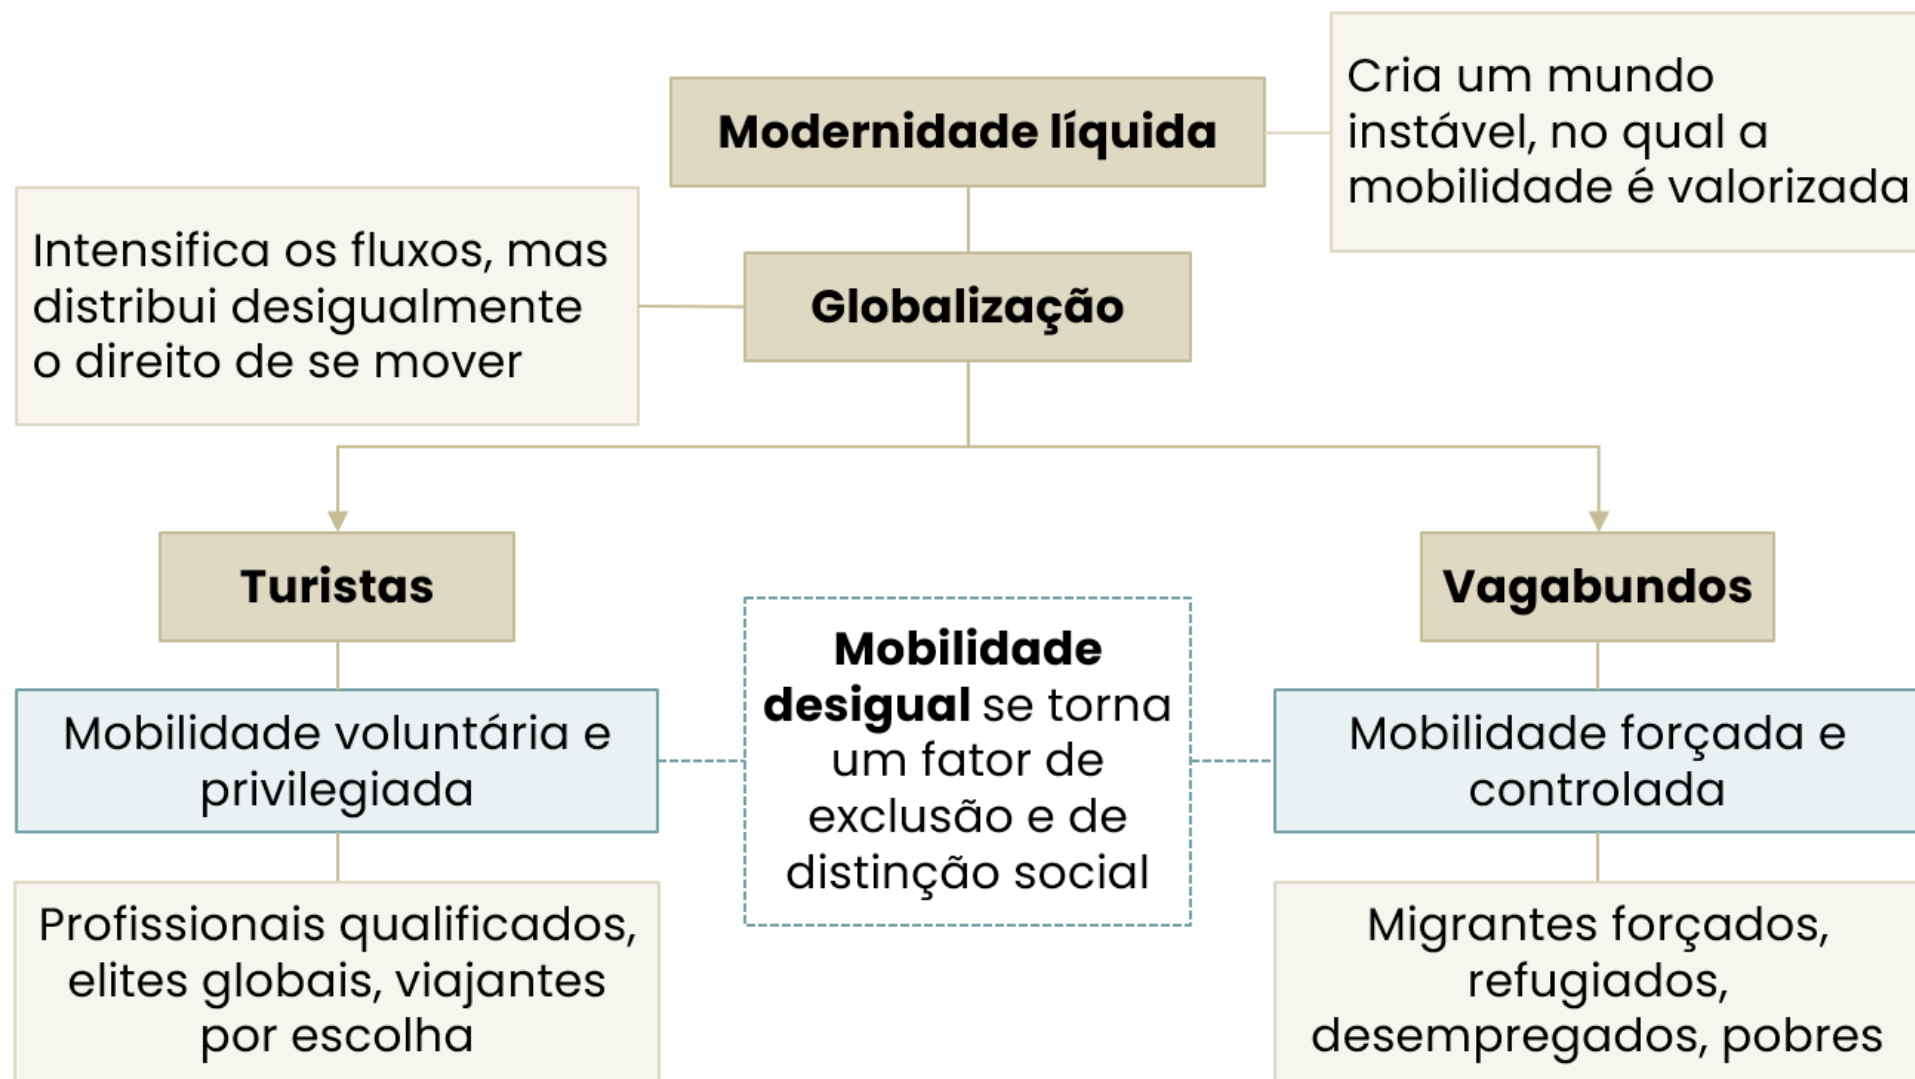 Modernidade líquida
Cria um mundo
instável, no qual a
mobilidade é valorizada
Intensifica os fluxos, mas
distribui desigualmente
o direito de se mover
Globalização
Turistas
Vagabundos
Mobilidade voluntária e
privilegiada
Mobilidade
desigual se torna
um fator de
exclusão e de
distinção social
Mobilidade forçada e
controlada
Profissionais qualificados,
elites globais, viajantes
por escolha
Migrantes forçados,
refugiados,
desempregados, pobres